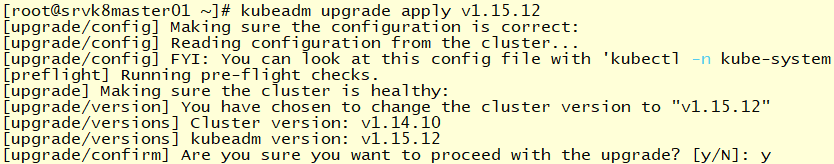 [root@srvk8master01 ~]# kubeadm upgrade apply v1.15.12
[upgrade/config] Making sure the configuration is correct:
[upgrade/config] Reading configuration from the cluster...
[upgrade/config] FYI: You can look at this config file with 'kubectl -n kube-system
[preflight] Running pre-flight checks.
[upgrade] Making sure the cluster is healthy:
[upgrade/version] You have chosen to change the cluster version to "v1.15.12"
[upgrade/versions] Cluster version: v1.14.10
[upgrade/versions] kubeadm version: v1.15.12
[upgrade/confirm] Are you sure you want to proceed with the upgrade? [y/N]: y